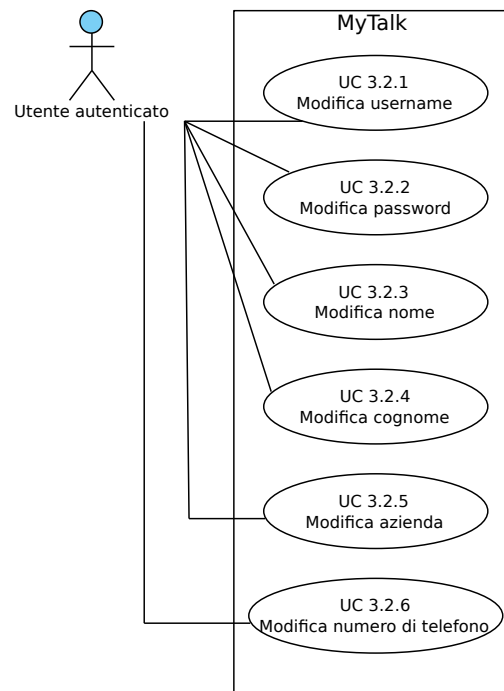 MyTalk
Utente autenticato
UC 3.2.1
Modifica username
UC 3.2.2
Modifica password
UC 3.2.3
Modifica nome
UC 3.2.4
Modifica cognome
UC 3.2.5
Modifica azienda
UC 3.2.6
Modifica numero di telefono